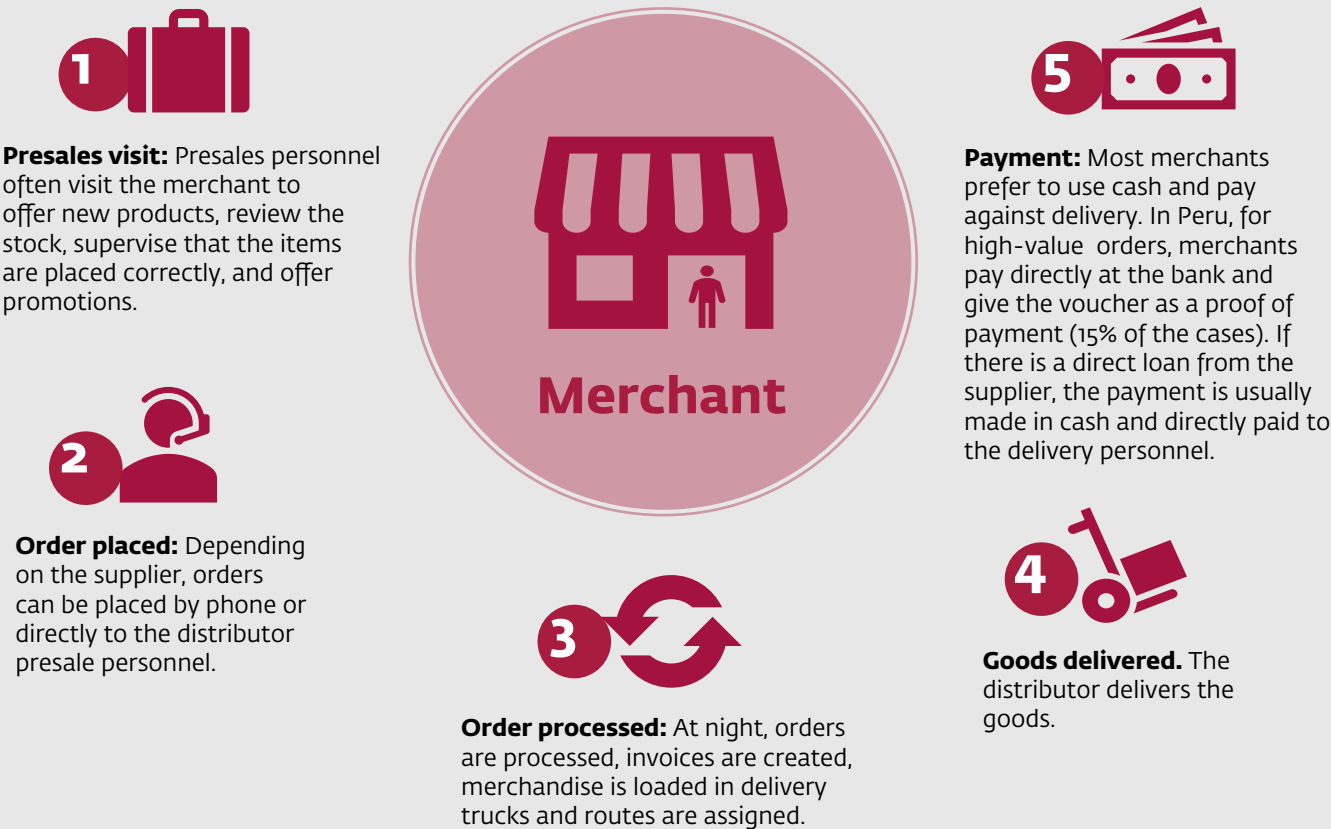 1
Presales visit: Presales personnel
often visit the merchant to
offer new products, review the
stock, supervise that the items
are placed correctly, and offer
promotions.
2
Order placed: Depending
on the supplier, orders
can be placed by phone or
directly to the distributor
presale personnel.
Merchant
3
Order processed: At night, orders
are processed, invoices are created,
merchandise is loaded in delivery
trucks and routes are assigned.
4
Goods delivered. The
distributor delivers the
goods.
5
Payment: Most merchants
prefer to use cash and pay
against delivery. In Peru, for
high-value orders, merchants
pay directly at the bank and
give the voucher as a proof of
payment (15% of the cases). If
there is a direct loan from the
supplier, the payment is usually
made in cash and directly paid to
the delivery personnel.